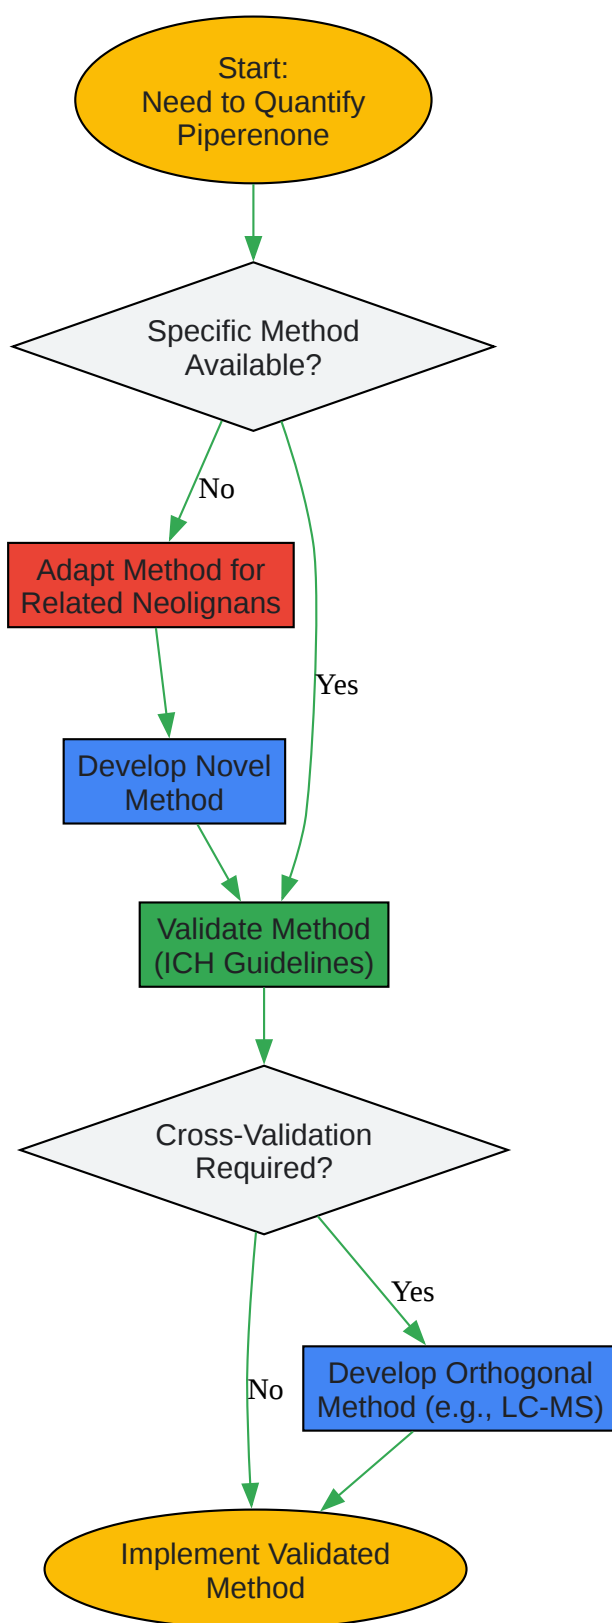 Start:
Need to Quantify
Piperenone
Specific Method
Available?
No
Adapt Method for
Related Neolignans
Yes
Develop Novel
Method
Validate Method
(ICH Guidelines)
Cross-Validation
Required?
Yes
Develop Orthogonal
Method (e.g., LC-MS)
No
Implement Validated
Method